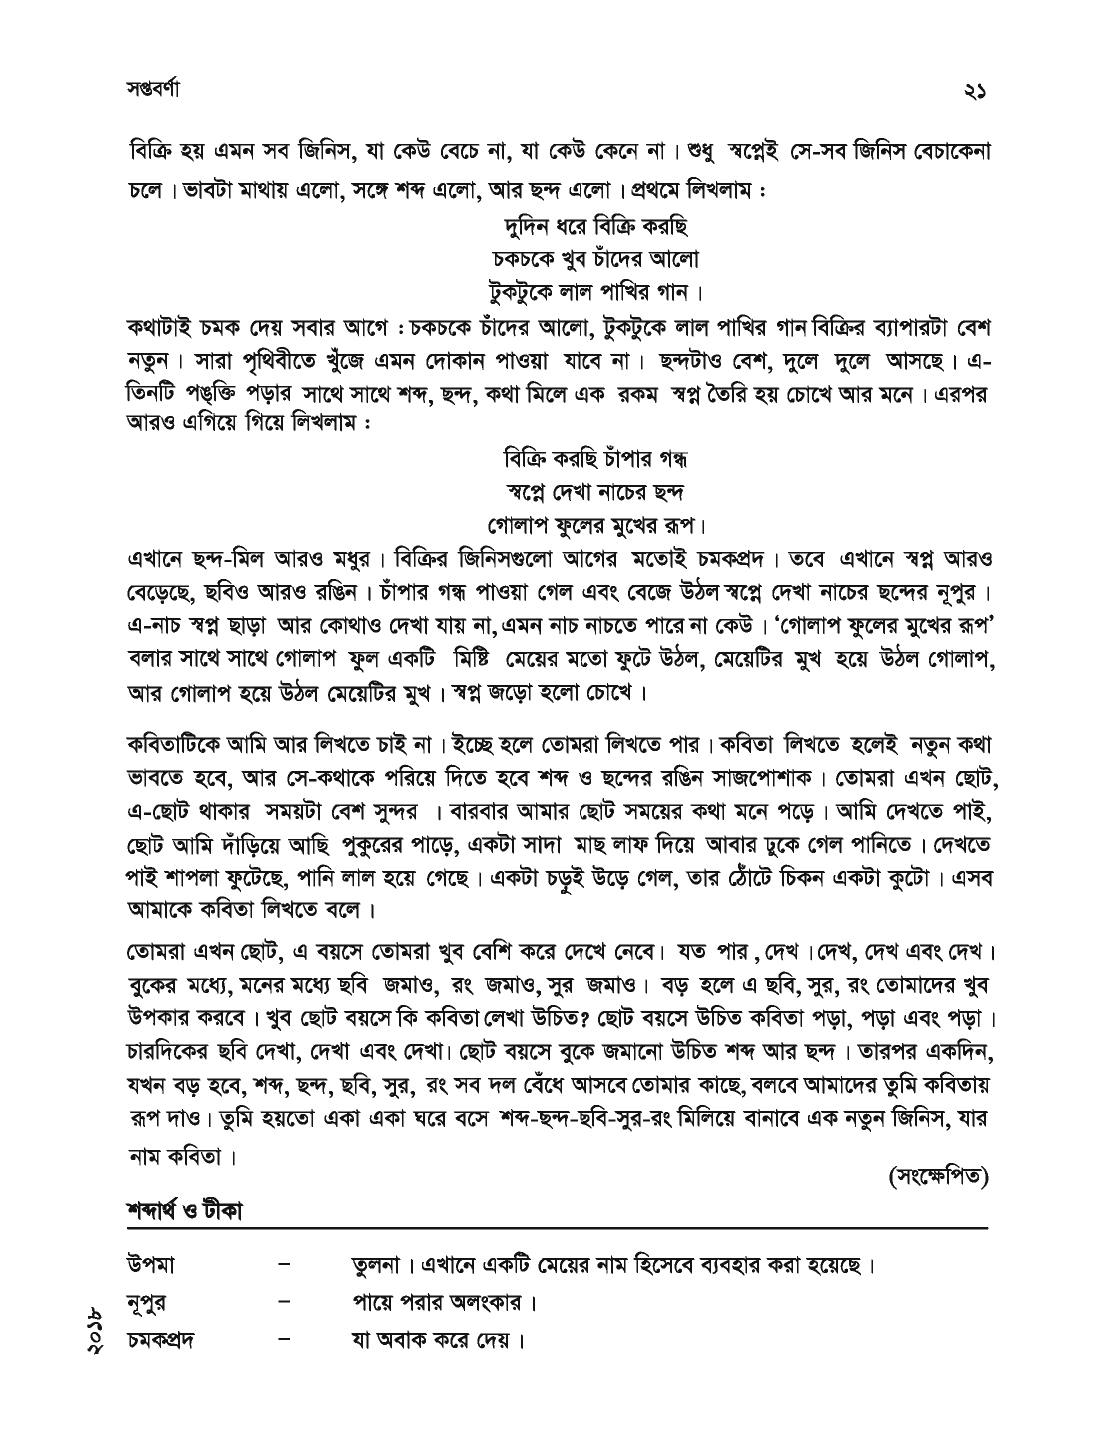 সপ্তবর্ণা ২১
বিক্রি হয় এমন সব জিনিস, যা কেউ বেচে না, যা কেউ কেনে না। শুধু স্বপ্নেই সে-সব জিনিস বেচাকেনা
চলে। ভাবটা মাথায় এলো, সঙ্গে শব্দ এলো, আর ছন্দ এলো। প্রথমে লিখলাম :
দুদিন ধরে বিক্রি করছি
চকচকে খুব চাঁদের আলো
টুকটুকে লাল পাখির গান।
কথাটাই চমক দেয় সবার আগে : চকচকে চাঁদের আলো, টুকটুকে লাল পাখির গান বিক্রির ব্যাপারটা বেশ
নতুন। সারা পৃথিবীতে খুঁজে এমন দোকান পাওয়া যাবে না। ছন্দটাও বেশ, দুলে দুলে আসছে। এ-
তিনটি পঙ্‌ক্তি পড়ার সাথে সাথে শব্দ, ছন্দ, কথা মিলে এক রকম স্বপ্ন তৈরি হয় চোখে আর মনে। এরপর
আরও এগিয়ে গিয়ে লিখলাম :
বিক্রি করছি চাঁপার গন্ধ
স্বপ্নে দেখা নাচের ছন্দ
গোলাপ ফুলের মুখের রূপ।
এখানে ছন্দ-মিল আরও মধুর। বিক্রির জিনিসগুলো আগের মতোই চমকপ্রদ। তবে এখানে স্বপ্ন আরও
বেড়েছে, ছবিও আরও রঙিন। চাঁপার গন্ধ পাওয়া গেল এবং বেজে উঠল স্বপ্নে দেখা নাচের ছন্দের নূপুর।
এ-নাচ স্বপ্ন ছাড়া আর কোথাও দেখা যায় না, এমন নাচ নাচতে পারে না কেউ। ‘গোলাপ ফুলের মুখের রূপ’
বলার সাথে সাথে গোলাপ ফুল একটি মিষ্টি মেয়ের মতো ফুটে উঠল, মেয়েটির মুখ হয়ে উঠল গোলাপ,
আর গোলাপ হয়ে উঠল মেয়েটির মুখ। স্বপ্ন জড়ো হলো চোখে।
কবিতাটিকে আমি আর লিখতে চাই না। ইচ্ছে হলে তোমরা লিখতে পার। কবিতা লিখতে হলেই নতুন কথা
ভাবতে হবে, আর সে-কথাকে পরিয়ে দিতে হবে শব্দ ও ছন্দের রঙিন সাজপোশাক। তোমরা এখন ছোট,
এ-ছোট থাকার সময়টা বেশ সুন্দর । বারবার আমার ছোট সময়ের কথা মনে পড়ে। আমি দেখতে পাই,
ছোট আমি দাঁড়িয়ে আছি পুকুরের পাড়ে, একটা সাদা মাছ লাফ দিয়ে আবার ঢুকে গেল পানিতে। দেখতে
পাই শাপলা ফুটেছে, পানি লাল হয়ে গেছে। একটা চড়ুই উড়ে গেল, তার ঠোঁটে চিকন একটা কুটো। এসব
আমাকে কবিতা লিখতে বলে।
তোমরা এখন ছোট, এ বয়সে তোমরা খুব বেশি করে দেখে নেবে। যত পার , দেখ ।দেখ, দেখ এবং দেখ।
বুকের মধ্যে, মনের মধ্যে ছবি জমাও, রং জমাও, সুর জমাও। বড় হলে এ ছবি, সুর, রং তোমাদের খুব
উপকার করবে। খুব ছোট বয়সে কি কবিতা লেখা উচিত? ছোট বয়সে উচিত কবিতা পড়া, পড়া এবং পড়া।
চারদিকের ছবি দেখা, দেখা এবং দেখা। ছোট বয়সে বুকে জমানো উচিত শব্দ আর ছন্দ। তারপর একদিন,
যখন বড় হবে, শব্দ, ছন্দ, ছবি, সুর, রং সব দল বেঁধে আসবে তোমার কাছে, বলবে আমাদের তুমি কবিতায়
রূপ দাও। তুমি হয়তো একা একা ঘরে বসে শব্দ-ছন্দ-ছবি-সুর-রং মিলিয়ে বানাবে এক নতুন জিনিস, যার
নাম কবিতা।
(সংক্ষেপিত)
শব্দার্থ ও টীকা
উপমা – তুলনা। এখানে একটি মেয়ের নাম হিসেবে ব্যবহার করা হয়েছে।
নূপুর – পায়ে পরার অলংকার।
চমকপ্রদ – যা অবাক করে দেয়।
২০১৮